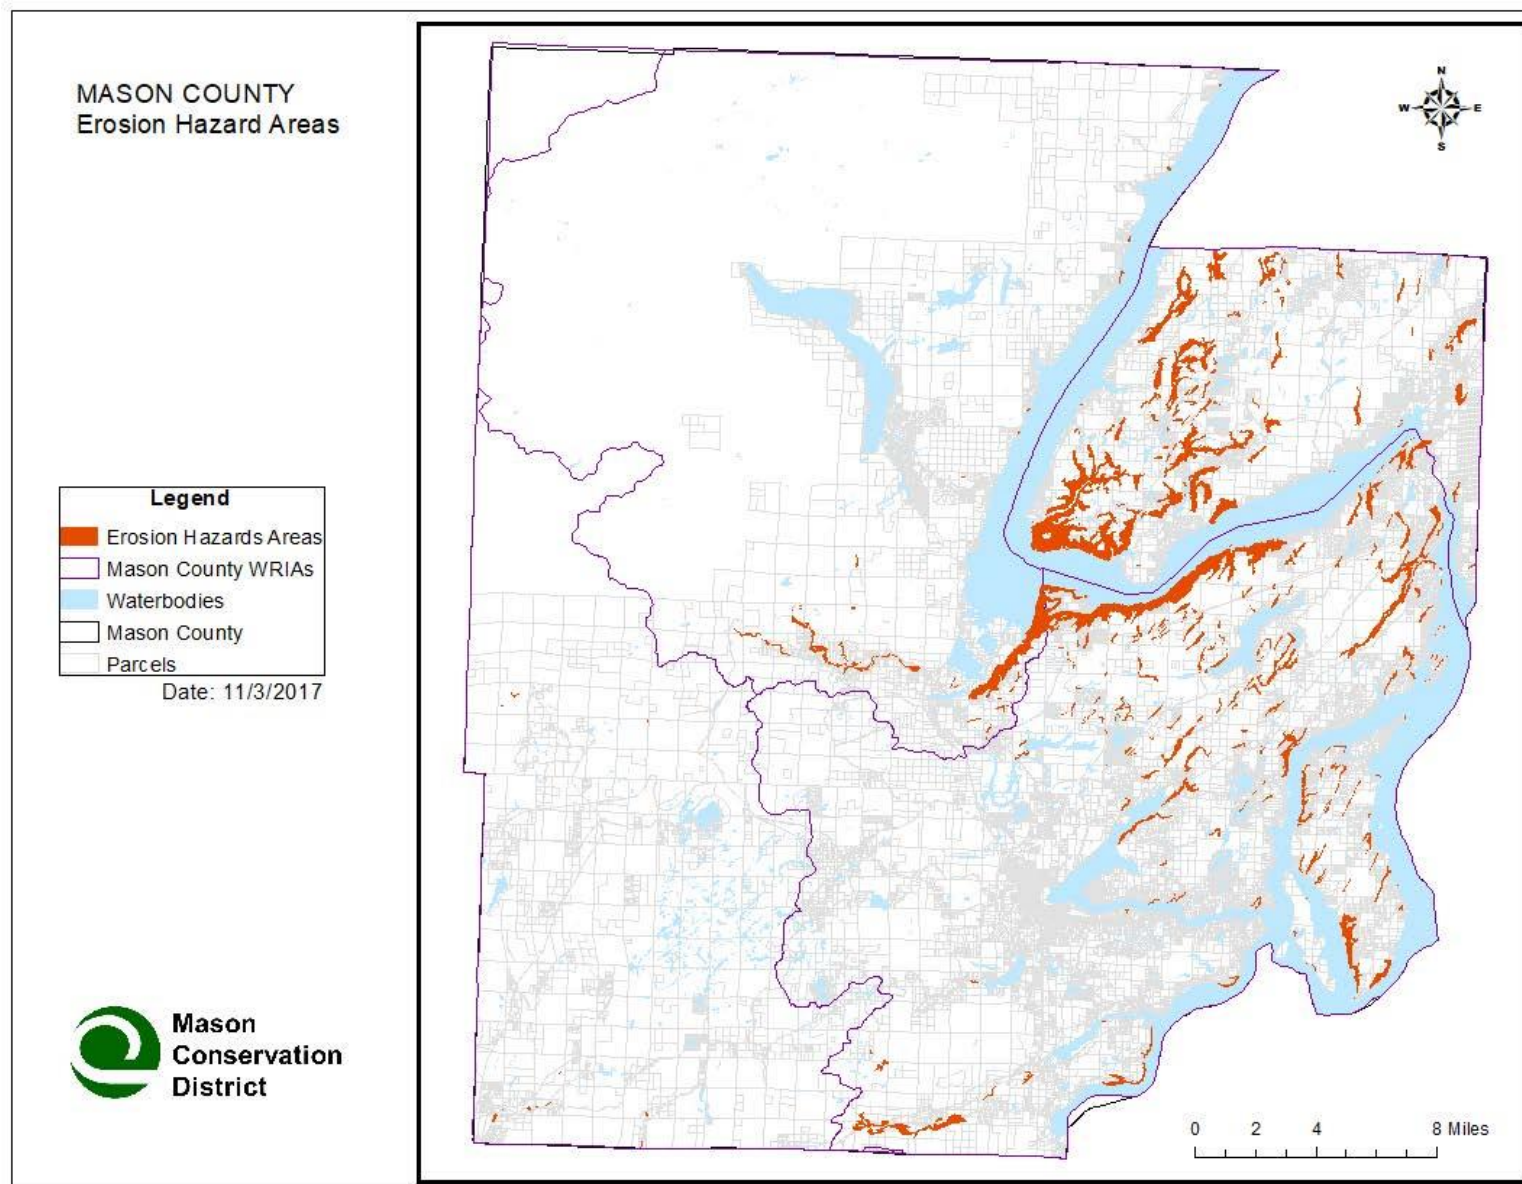 MASON COUNTY
Erosion Hazard Areas
N
W E
S
Legend
Erosion Hazards Areas
Mason County WRIAs
Waterbodies
Mason County
Parcels
Date: 11/3/2017
Mason
Conservation
District
0 2 4 8 Miles